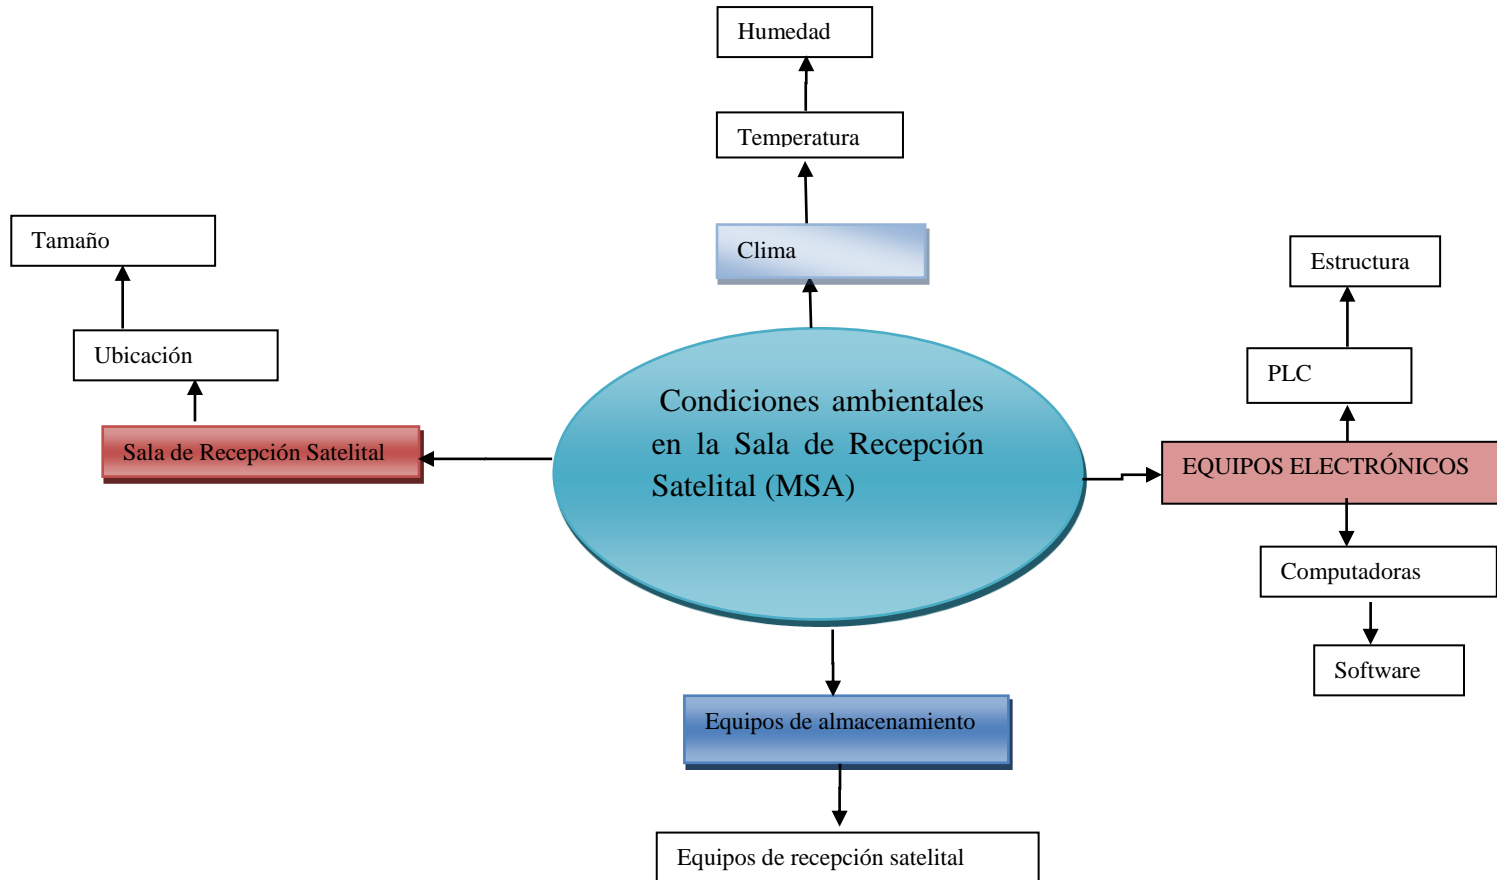 Humedad
Temperatura
Clima
Tamaño
Ubicación
Sala de Recepción Satelital
Condiciones ambientales
en la Sala de Recepción
Satelital (MSA)
Estructura
PLC
EQUIPOS ELECTRÓNICOS
Computadoras
Software
Equipos de almacenamiento
Equipos de recepción satelital